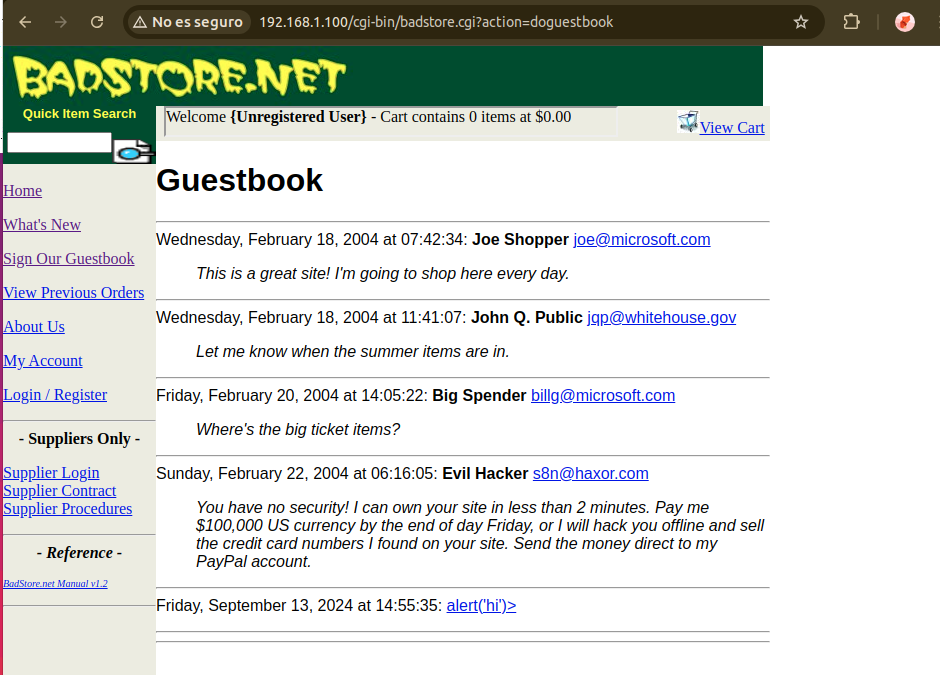 No es seguro 192.168.1.100/cgi-bin/badstore.cgi?action=doguestbook
BADSTORE.NET
Quick Item Search
Welcome {Unregistered User} - Cart contains 0 items at $0.00
View Cart
Home
What's New
Sign Our Guestbook
View Previous Orders
About Us
My Account
Login / Register
- Suppliers Only -
Supplier Login
Supplier Contract
Supplier Procedures
- Reference -
BadStore.net Manual v1.2
Guestbook
Wednesday, February 18, 2004 at 07:42:34: Joe Shopper joe@microsoft.com
This is a great site! I'm going to shop here every day.
Wednesday, February 18, 2004 at 11:41:07: John Q. Public jqp@whitehouse.gov
Let me know when the summer items are in.
Friday, February 20, 2004 at 14:05:22: Big Spender billg@microsoft.com
Where's the big ticket items?
Sunday, February 22, 2004 at 06:16:05: Evil Hacker s8n@haxor.com
You have no security! I can own your site in less than 2 minutes. Pay me
$100,000 US currency by the end of day Friday, or I will hack you offline and sell
the credit card numbers I found on your site. Send the money direct to my
PayPal account.
Friday, September 13, 2024 at 14:55:35: alert('hi')>